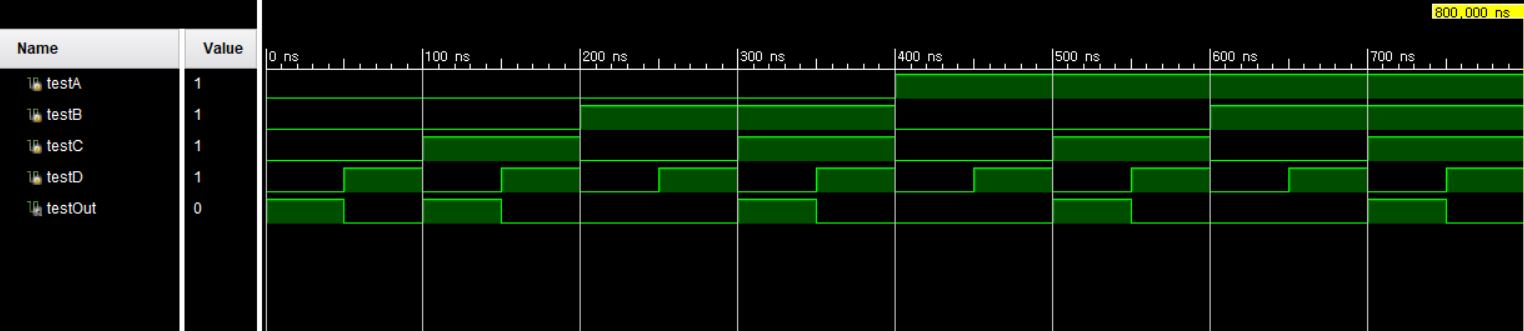 800,000 ns
Name Value
0 ns 100 ns 200 ns 300 ns 400 ns 500 ns 600 ns 700 ns
testA 1
testB 1
testC 1
testD 1
testOut 0